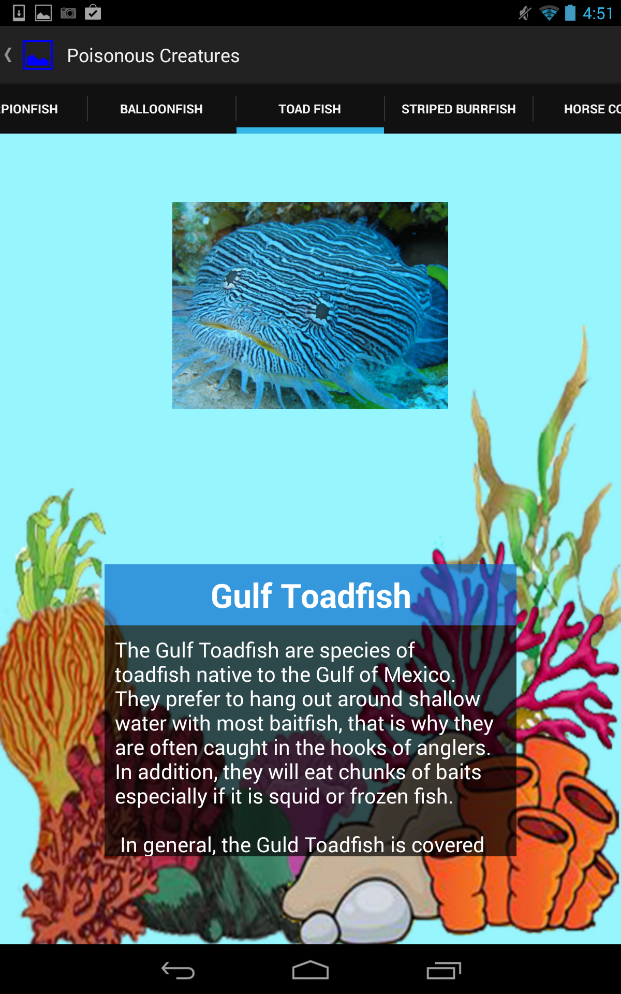 4:51
Poisonous Creatures
PIONFISH
BALLOONFISH
TOAD FISH
STRIPED BURRFISH
HORSE CO
Gulf Toadfish
The Gulf Toadfish are species of
toadfish native to the Gulf of Mexico.
They prefer to hang out around shallow
water with most baitfish, that is why they
are often caught in the hooks of anglers.
In addition, they will eat chunks of baits
especially if it is squid or frozen fish.
In general, the Guld Toadfish is covered